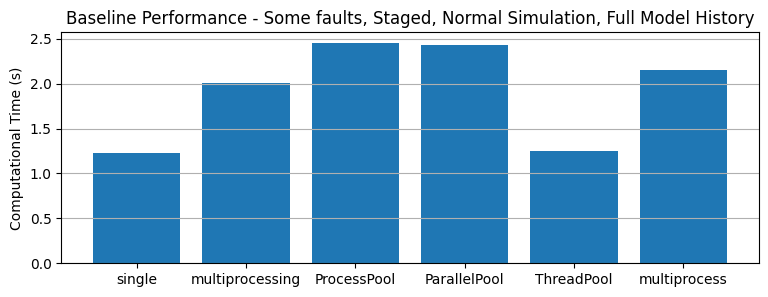 Baseline Performance - Some faults, Staged, Normal Simulation, Full Model History
Computational Time (s)
2.5
2.0
1.5
1.0
0.5
0.0
single multiprocessing ProcessPool ParallelPool ThreadPool multiprocess